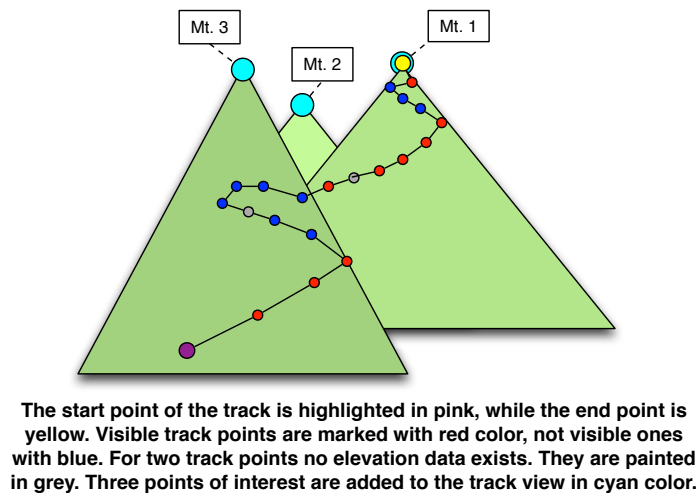 Mt. 3
Mt. 1
Mt. 2
The start point of the track is highlighted in pink, while the end point is
yellow. Visible track points are marked with red color, not visible ones
with blue. For two track points no elevation data exists. They are painted
in grey. Three points of interest are added to the track view in cyan color.